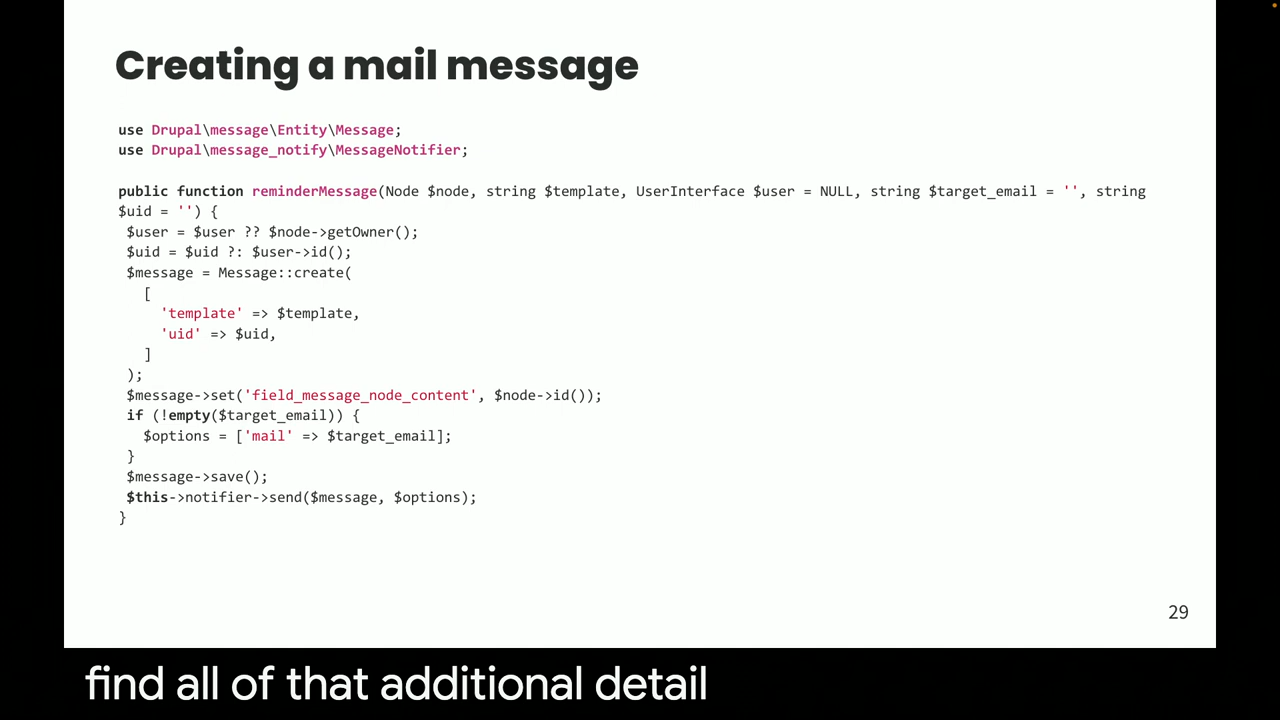 Creating a mail message
use Drupal\message\Entity\Message;
use Drupal\message_notify\MessageNotifier;
public function reminderMessage(Node $node, string $template, UserInterface $user = NULL, string $target_email = '', string
$uid = '') {
$user = $user ?? $node->getOwner();
$uid = $uid ?: $user->id();
$message = Message::create(
[
'template' => $template,
'uid' => $uid,
]
);
$message->set('field_message_node_content', $node->id());
if (!empty($target_email)) {
$options = ['mail' => $target_email];
}
$message->save();
$this->notifier->send($message, $options);
}
29
find all of that additional detail